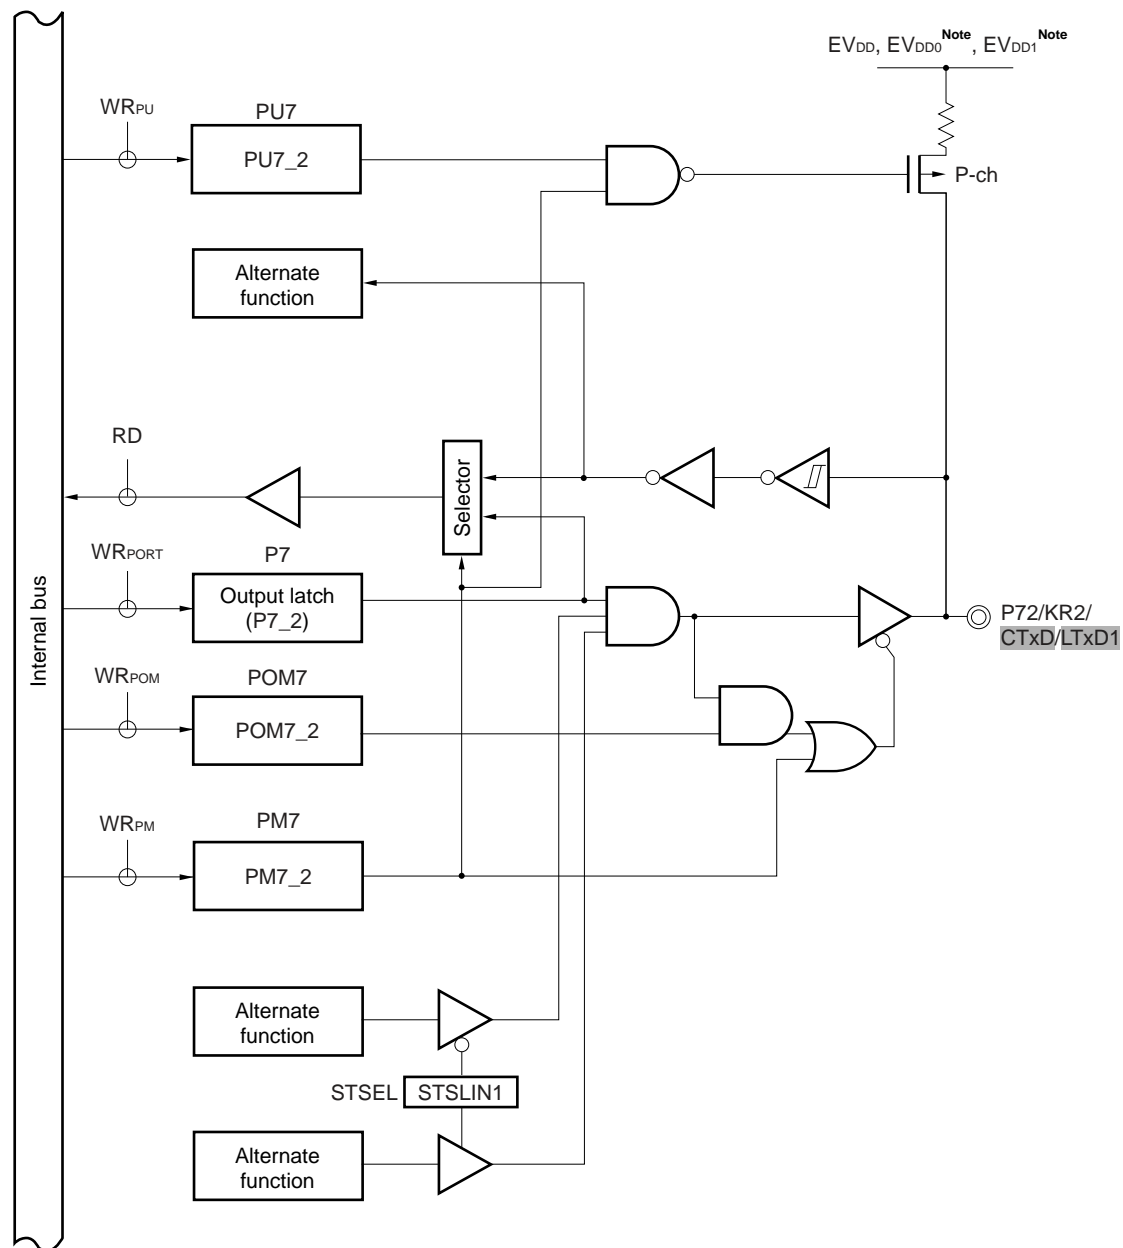 EVDD, EVDD0Note, EVDD1Note
WRPU
PU7
PU7_2
P-ch
Alternate
function
RD
Selector
WRPORT
P7
Output latch
(P7_2)
Internal bus
P72/KR2/
CTxD/LTxD1
WRPOM
POM7
POM7_2
WRPM
PM7
PM7_2
Alternate
function
STSEL
STSLIN1
Alternate
function